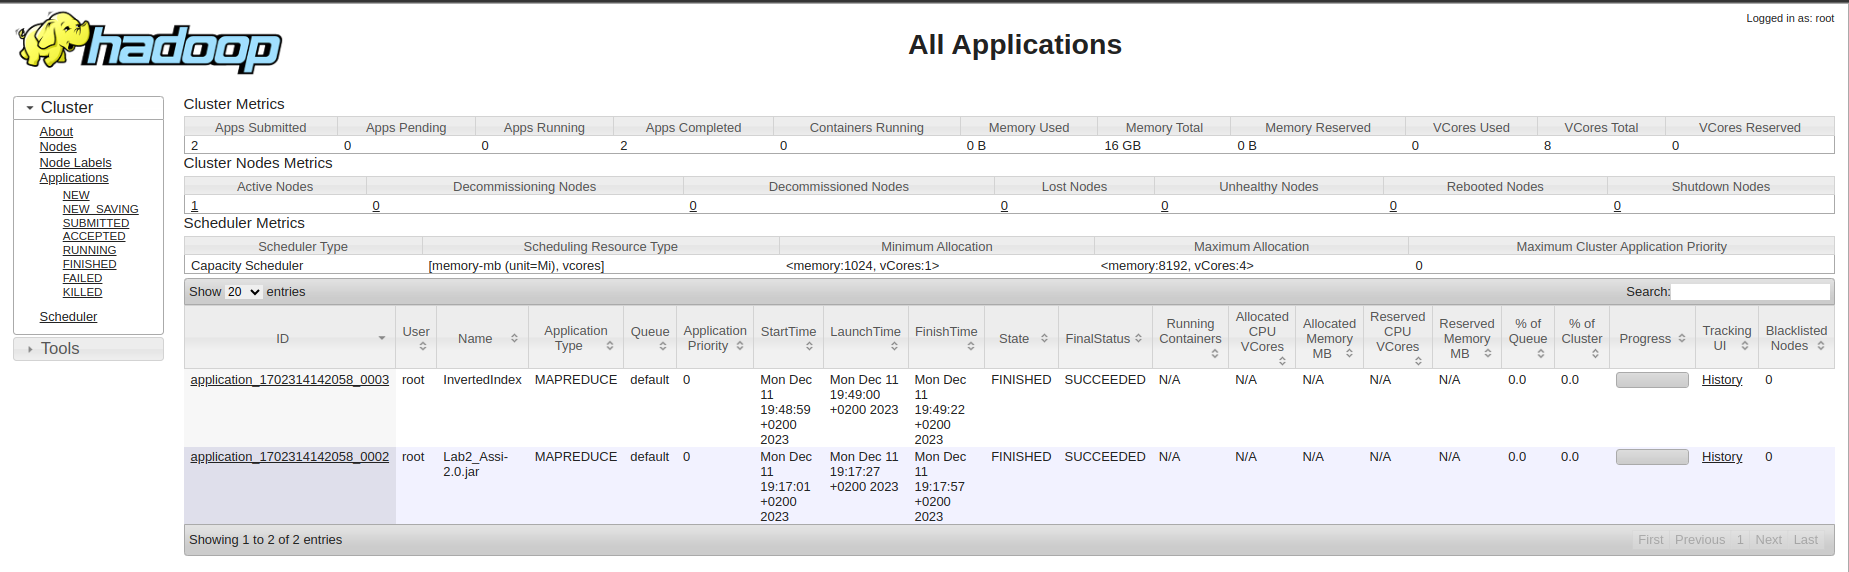 Logged in as: root
hadoop
All Applications
Cluster
About
Nodes
Node Labels
Applications
NEW
NEW_SAVING
SUBMITTED
ACCEPTED
RUNNING
FINISHED
FAILED
KILLED
Scheduler
Tools
Cluster Metrics
Apps Submitted Apps Pending Apps Running Apps Completed Containers Running Memory Used Memory Total Memory Reserved VCores Used VCores Total VCores Reserved
2 0 0 2 0 0 B 16 GB 0 B 0 8 0
Cluster Nodes Metrics
Active Nodes Decommissioning Nodes Decommissioned Nodes Lost Nodes Unhealthy Nodes Rebooted Nodes Shutdown Nodes
1 0 0 0 0 0 0
Scheduler Metrics
Scheduler Type Scheduling Resource Type Minimum Allocation Maximum Allocation Maximum Cluster Application Priority
Capacity Scheduler [memory-mb (unit=Mi), vcores] <memory:1024, vCores:1> <memory:8192, vCores:4> 0
Show 20 entries Search:
ID User Name Application Type Queue Application Priority StartTime LaunchTime FinishTime State FinalStatus Running Containers Allocated CPU VCores Allocated Memory MB Reserved CPU VCores Reserved Memory MB % of Queue % of Cluster Progress Tracking UI Blacklisted Nodes
application_1702314142058_0003 root InvertedIndex MAPREDUCE default 0 Mon Dec 11 19:48:59 +0200 2023 Mon Dec 11 19:49:00 +0200 2023 Mon Dec 11 19:49:22 +0200 2023 FINISHED SUCCEEDED N/A N/A N/A N/A N/A 0.0 0.0 History 0
application_1702314142058_0002 root Lab2_Assi-2.0.jar MAPREDUCE default 0 Mon Dec 11 19:17:01 +0200 2023 Mon Dec 11 19:17:27 +0200 2023 Mon Dec 11 19:17:57 +0200 2023 FINISHED SUCCEEDED N/A N/A N/A N/A N/A 0.0 0.0 History 0
Showing 1 to 2 of 2 entries First Previous 1 Next Last